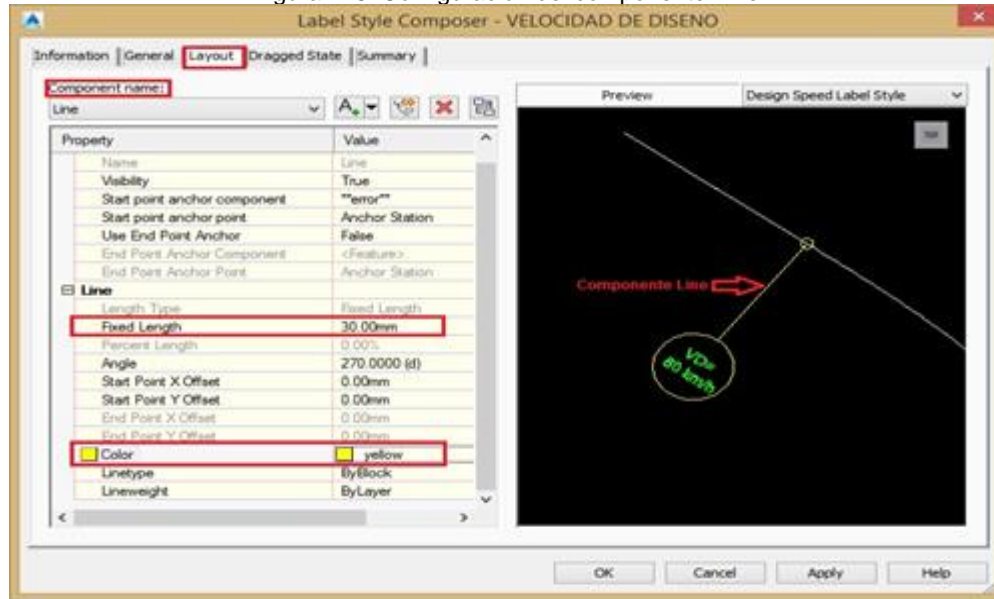 Label Style Composer - VELOCIDAD DE DISENO
Information General Layout Dragged State Summary
Component name:
Line
Preview
Design Speed Label Style
Property Value
Name Line
Visibility True
Start point anchor component **error**
Start point anchor point Anchor Station
Use End Point Anchor False
End Point Anchor Component <Feature>
End Point Anchor Point Anchor Station
Line
Length Type Fixed Length
Fixed Length 30.00mm
Percent Length 0.00%
Angle 270.0000 (d)
Start Point X Offset 0.00mm
Start Point Y Offset 0.00mm
End Point X Offset 0.00mm
End Point Y Offset 0.00mm
Color yellow
Linetype ByBlock
Lineweight ByLayer
Componente Line
VD=
80 km/h
OK Cancel Apply Help